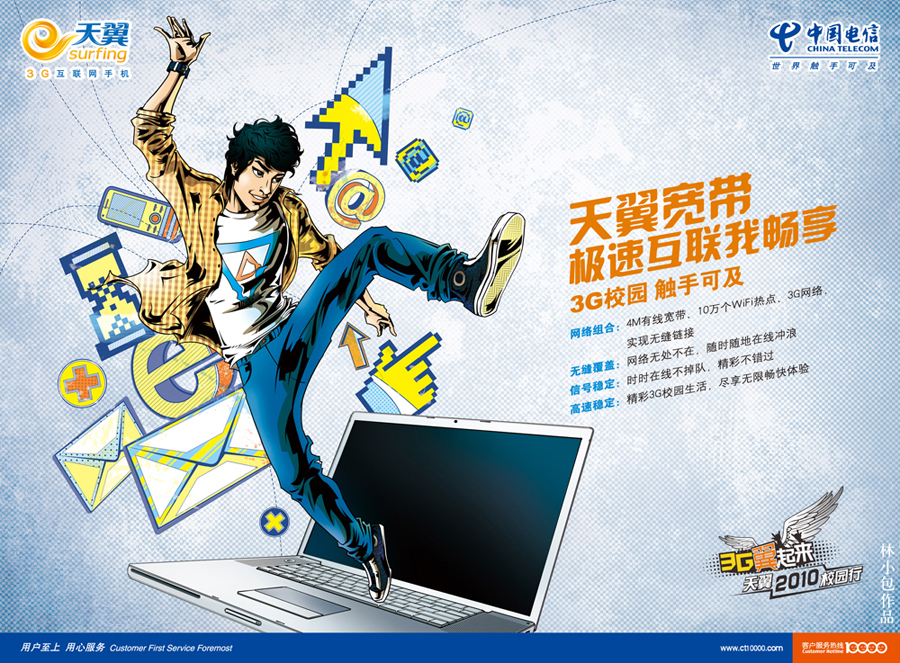 天翼
surfing
3G互联网手机
中国电信
CHINA TELECOM
世界触手可及
天翼宽带
极速互联我畅享
3G校园 触手可及
网络组合：4M有线宽带、10万个WiFi热点、3G网络、
实现无缝链接
无缝覆盖：网络无处不在，随时随地在线冲浪
信号稳定：时时在线不掉队，精彩不错过
高速稳定：精彩3G校园生活，尽享无限畅快体验
3G翼起来
天翼2010校园行
林小包作品
用户至上 用心服务 Customer First Service Foremost
www.ct10000.com
客户服务热线
Customer Hotline
10000